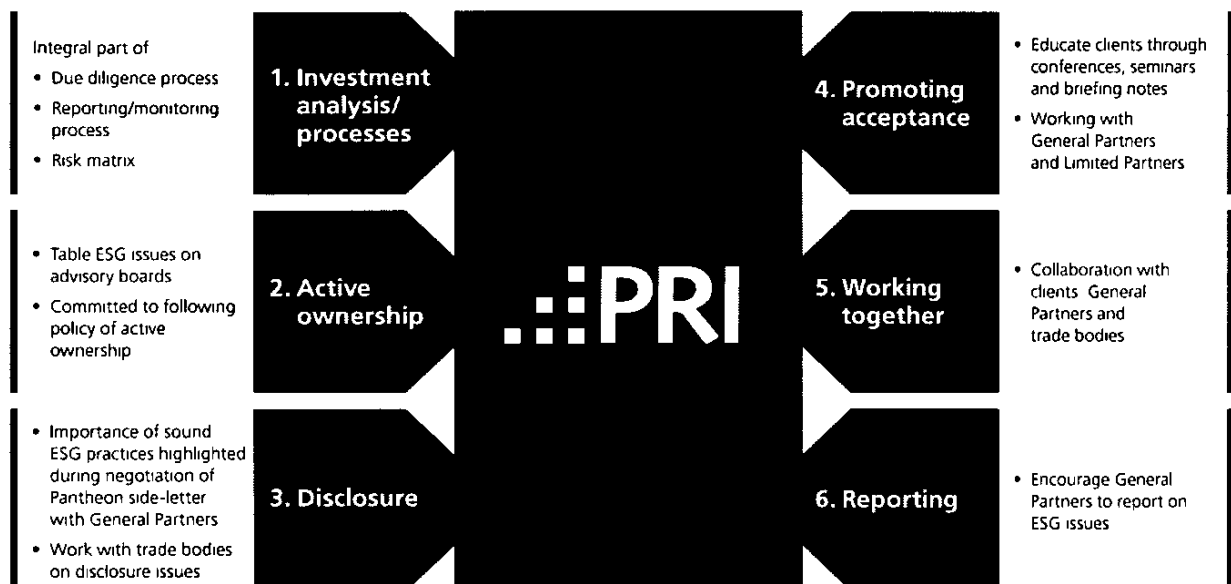 Integral part of
• Due diligence process
• Reporting/monitoring
process
• Risk matrix
1. Investment
analysis/
processes
• Table ESG issues on
advisory boards
• Committed to following
policy of active
ownership
2. Active
ownership
• Importance of sound
ESG practices highlighted
during negotiation of
Pantheon side-letter
with General Partners
• Work with trade bodies
on disclosure issues
3. Disclosure
PRI
4. Promoting
acceptance
• Educate clients through
conferences, seminars
and briefing notes
• Working with
General Partners
and Limited Partners
5. Working
together
• Collaboration with
clients General
Partners and
trade bodies
6. Reporting
• Encourage General
Partners to report on
ESG issues